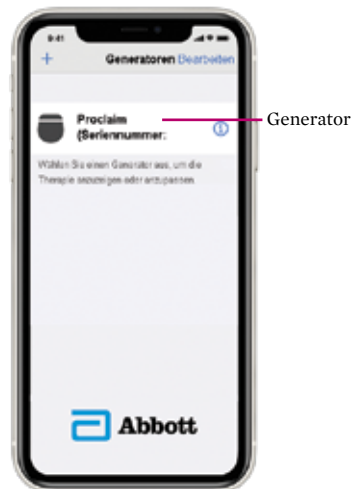 9:41
+ Generatoren Bearbeiten
Proclaim
(Seriennummer:
Generator
Wählen Sie einen Generator aus, um die
Therapie anzuzeigen oder anzupassen.
Abbott